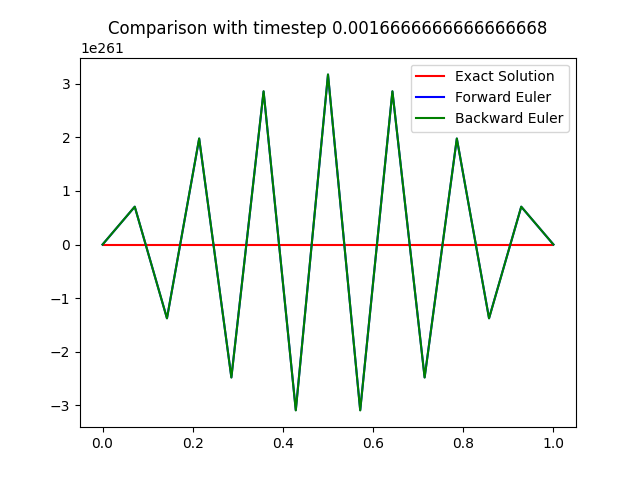 Comparison with timestep 0.0016666666666666668
1e261
Exact Solution
Forward Euler
Backward Euler
3
2
1
0
−1
−2
−3
0.0 0.2 0.4 0.6 0.8 1.0